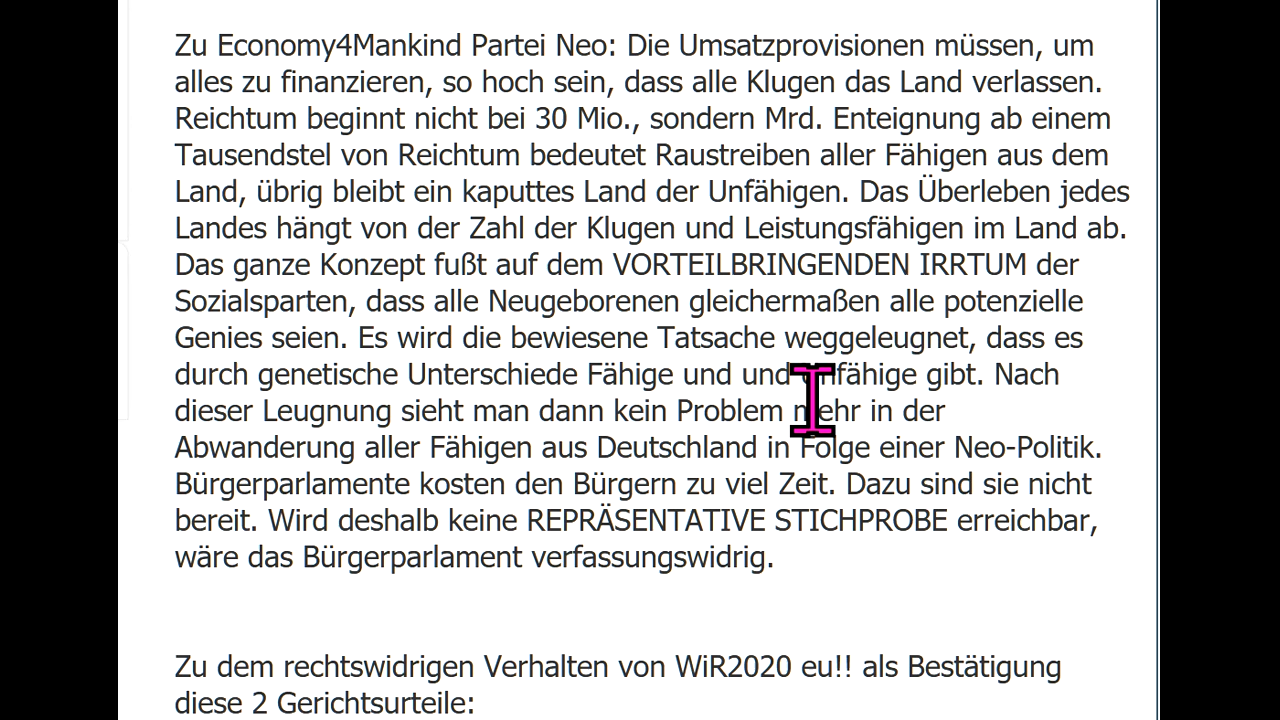 Zu Economy4Mankind Partei Neo: Die Umsatzprovisionen müssen, um
alles zu finanzieren, so hoch sein, dass alle Klugen das Land verlassen.
Reichtum beginnt nicht bei 30 Mio., sondern Mrd. Enteignung ab einem
Tausendstel von Reichtum bedeutet Raustreiben aller Fähigen aus dem
Land, übrig bleibt ein kaputtes Land der Unfähigen. Das Überleben jedes
Landes hängt von der Zahl der Klugen und Leistungsfähigen im Land ab.
Das ganze Konzept fußt auf dem VORTEILBRINGENDEN IRRTUM der
Sozialsparten, dass alle Neugeborenen gleichermaßen alle potenzielle
Genies seien. Es wird die bewiesene Tatsache weggeleugnet, dass es
durch genetische Unterschiede Fähige und und unfähige gibt. Nach
dieser Leugnung sieht man dann kein Problem mehr in der
Abwanderung aller Fähigen aus Deutschland in Folge einer Neo-Politik.
Bürgerparlamente kosten den Bürgern zu viel Zeit. Dazu sind sie nicht
bereit. Wird deshalb keine REPRÄSENTATIVE STICHPROBE erreichbar,
wäre das Bürgerparlament verfassungswidrig.
Zu dem rechtswidrigen Verhalten von WiR2020 eu!! als Bestätigung
diese 2 Gerichtsurteile: